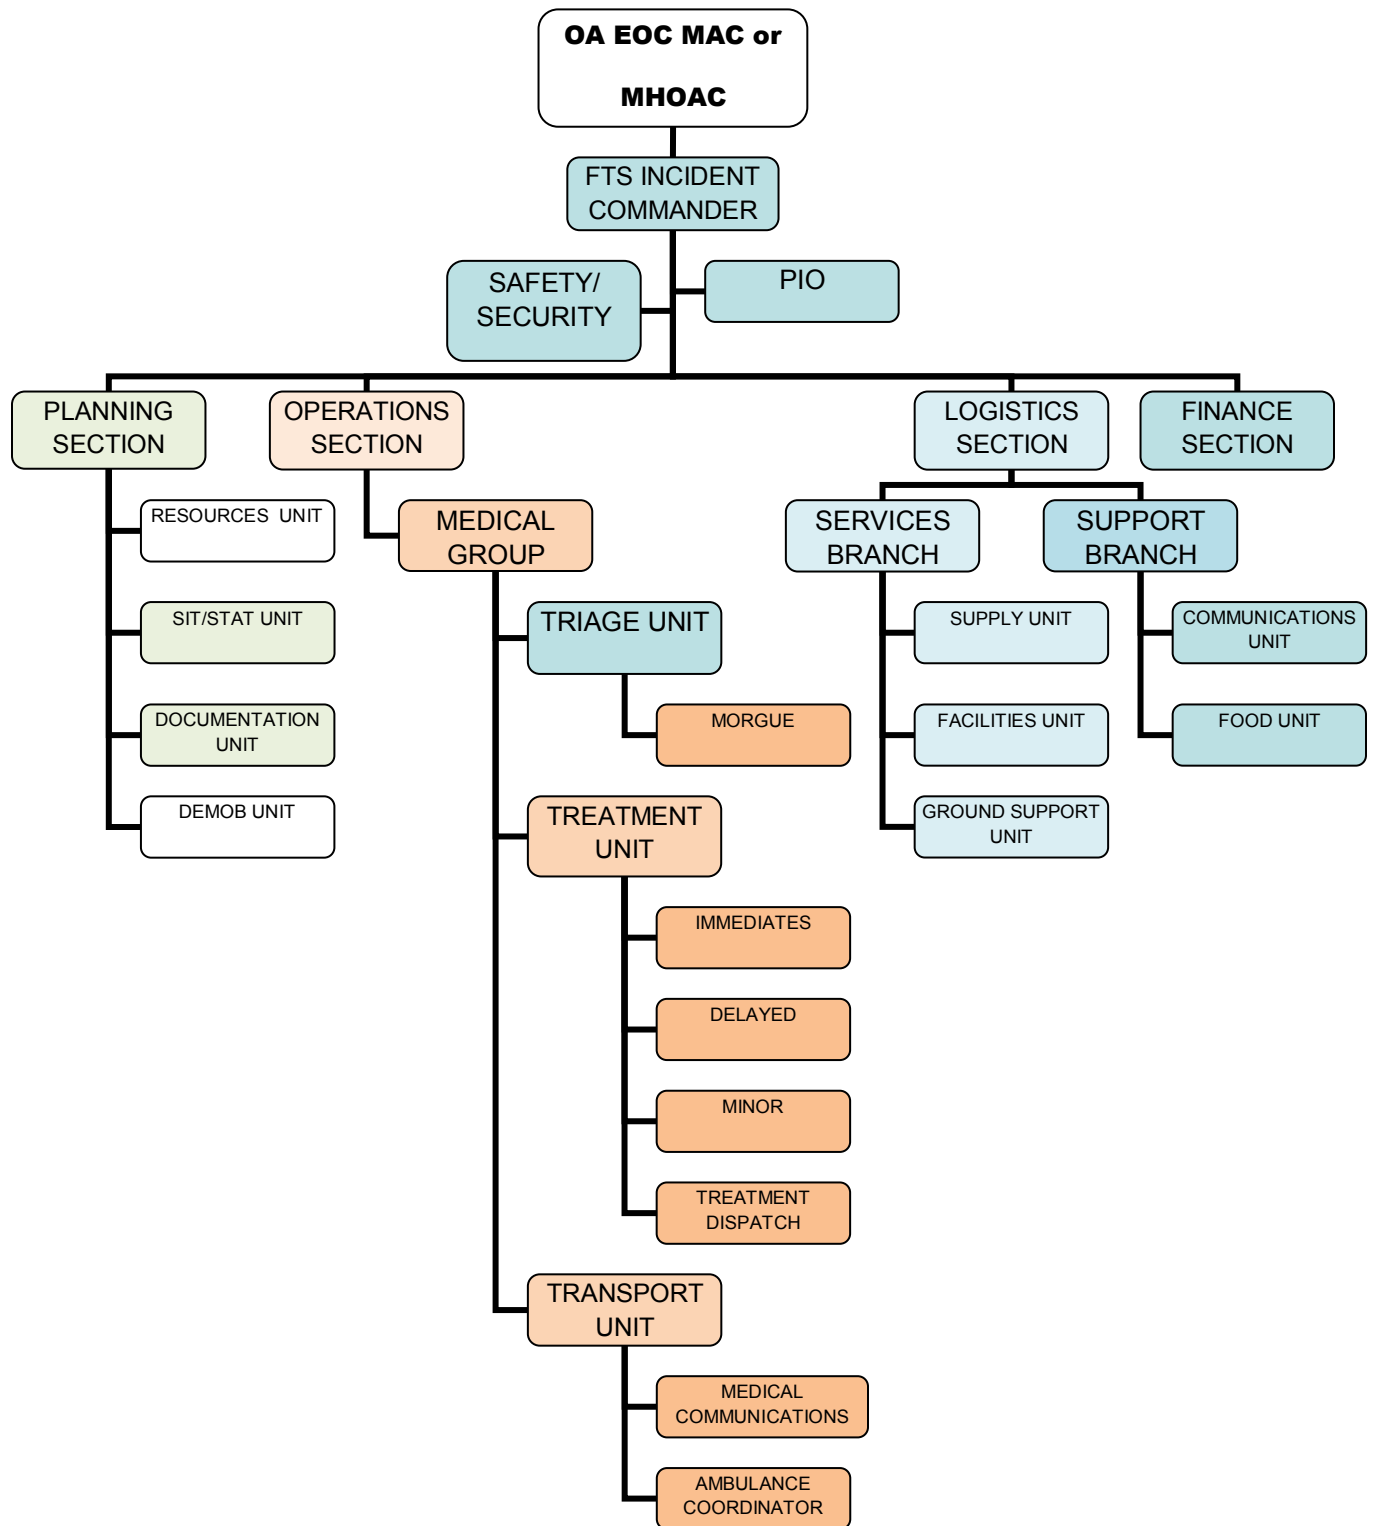 OA EOC MAC or
MHOAC
FTS INCIDENT
COMMANDER
SAFETY/
SECURITY
PIO
PLANNING
SECTION
OPERATIONS
SECTION
LOGISTICS
SECTION
FINANCE
SECTION
RESOURCES UNIT
SIT/STAT UNIT
DOCUMENTATION
UNIT
DEMOB UNIT
MEDICAL
GROUP
TRIAGE UNIT
MORGUE
TREATMENT
UNIT
IMMEDIATES
DELAYED
MINOR
TREATMENT
DISPATCH
TRANSPORT
UNIT
MEDICAL
COMMUNICATIONS
AMBULANCE
COORDINATOR
SERVICES
BRANCH
SUPPLY UNIT
FACILITIES UNIT
GROUND SUPPORT
UNIT
SUPPORT
BRANCH
COMMUNICATIONS
UNIT
FOOD UNIT